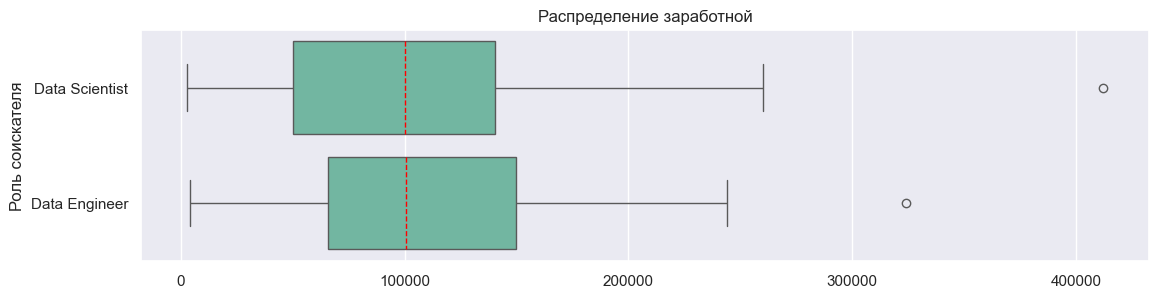 Распределение заработной
Роль соискателя
Data Scientist
Data Engineer
0
100000
200000
300000
400000